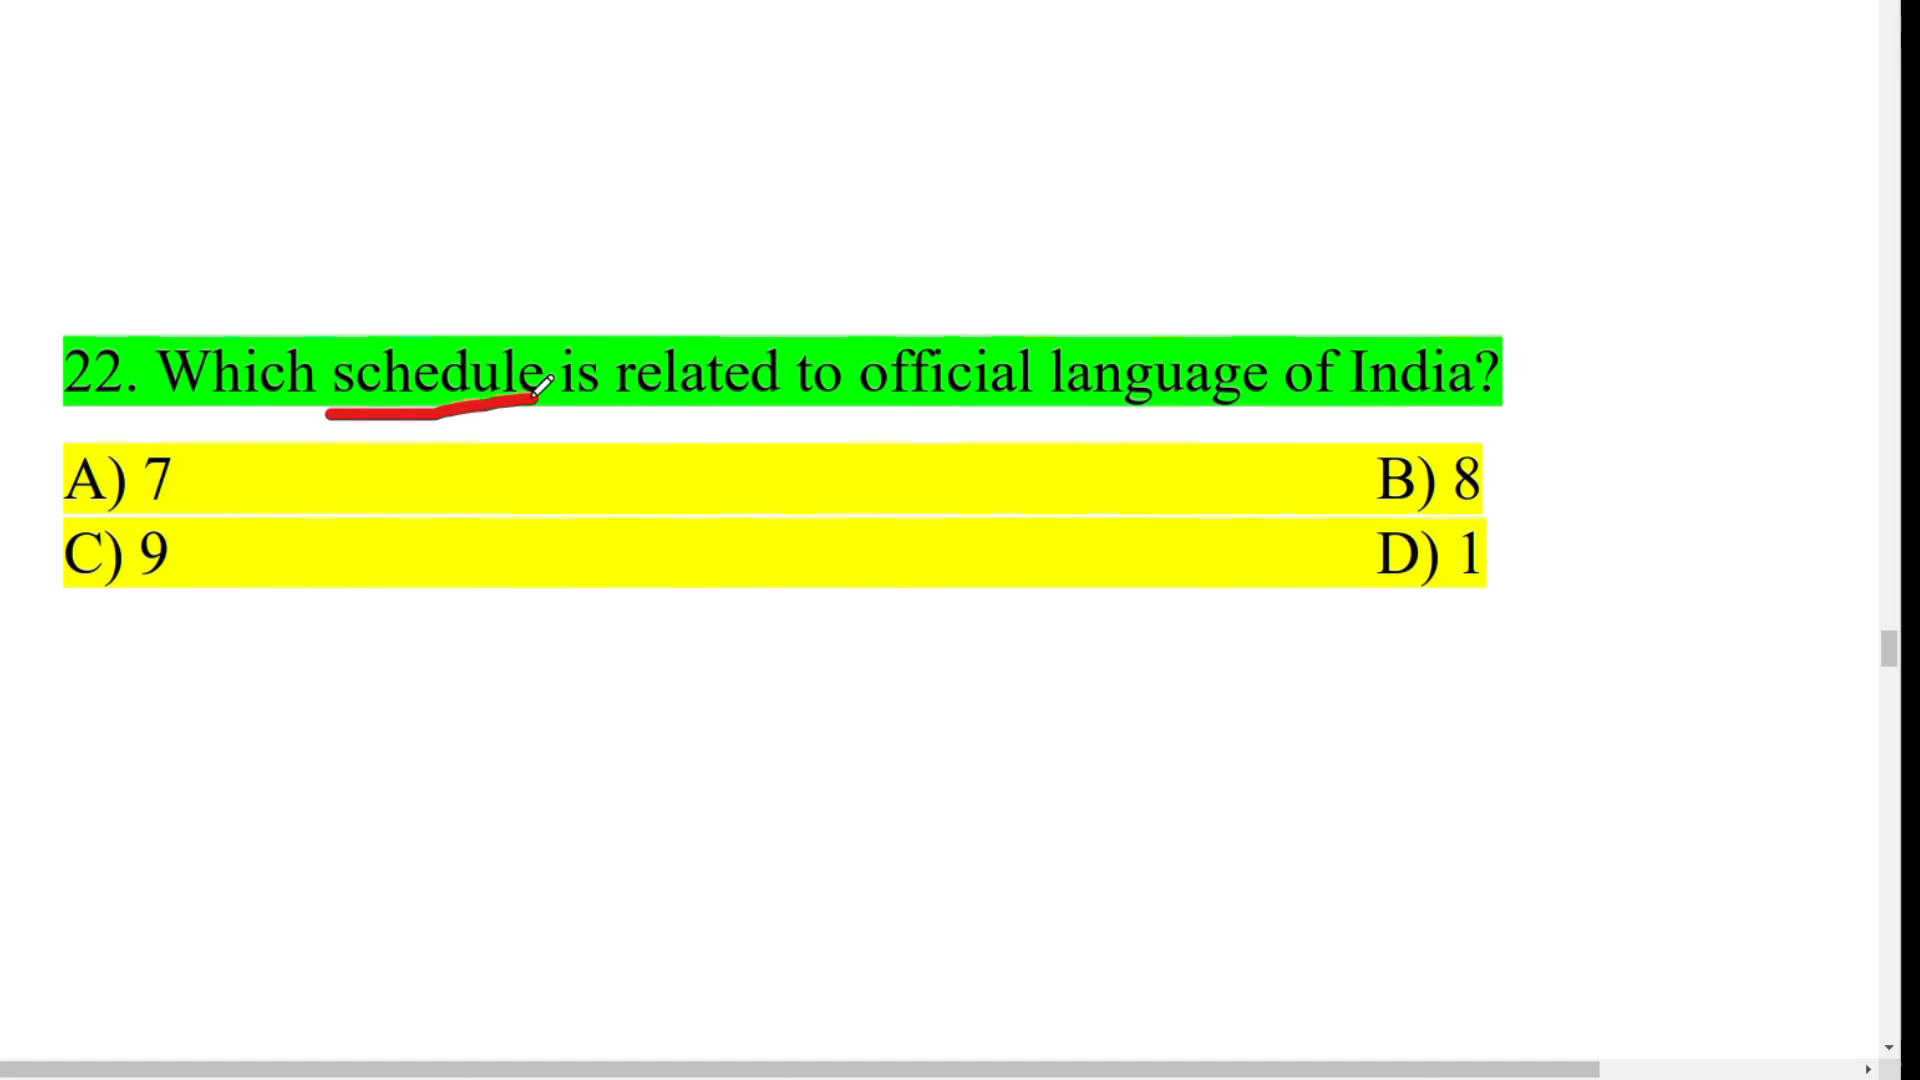 22. Which schedule is related to official language of India?
A) 7 B) 8
C) 9 D) 1